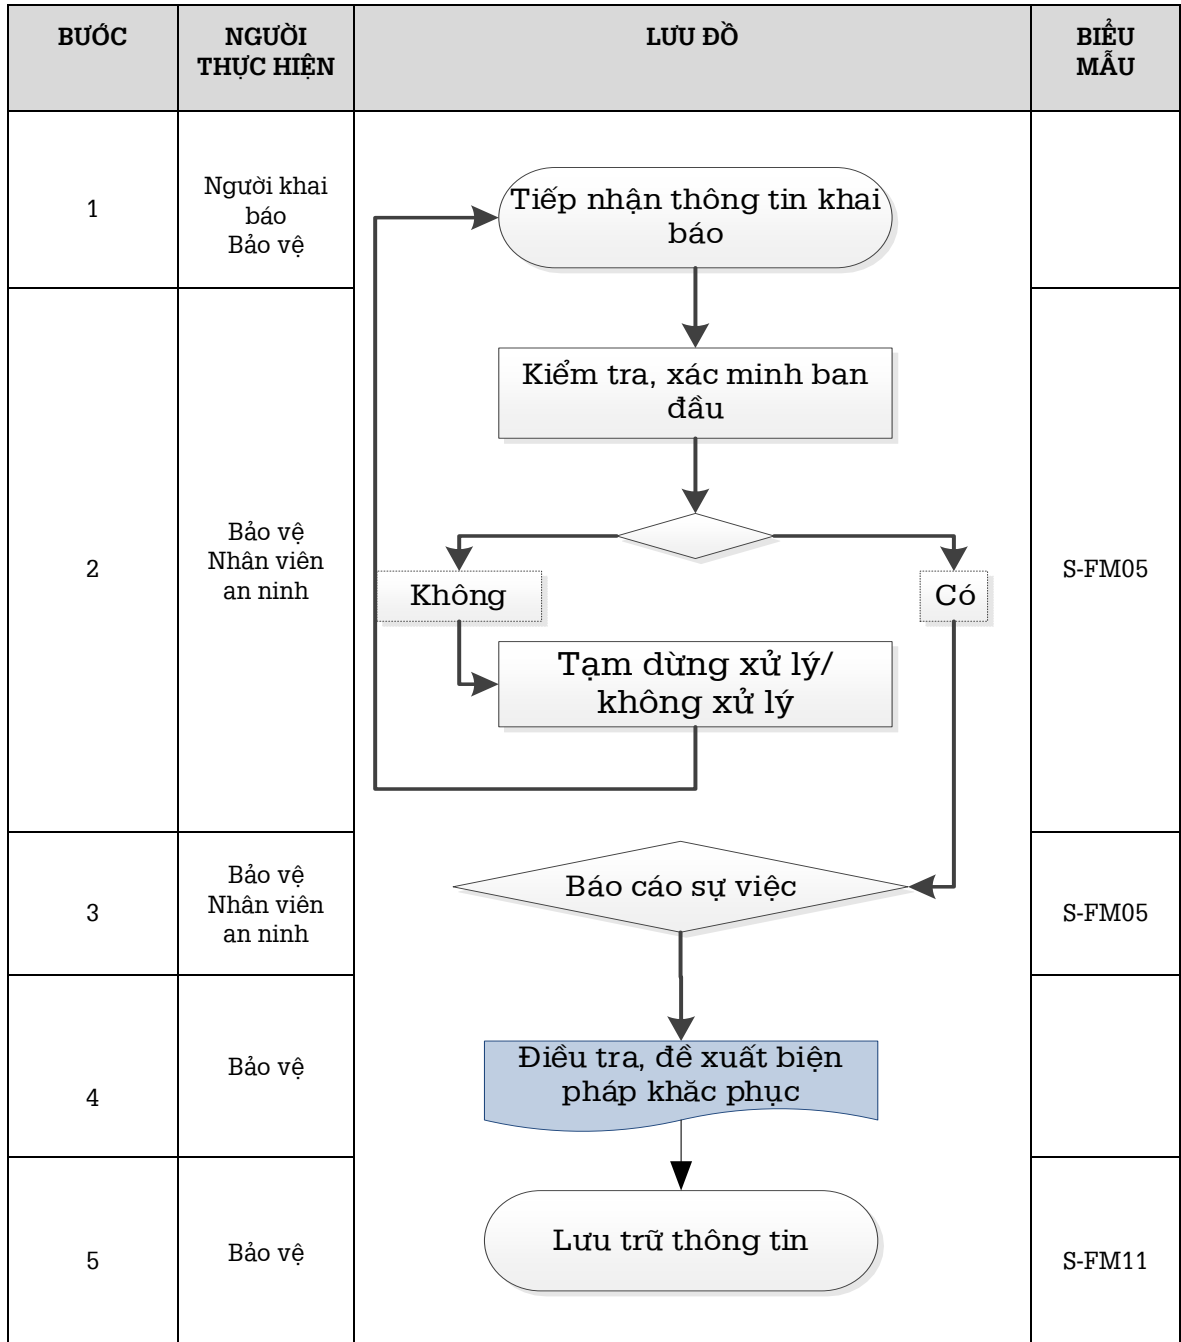 BƯỚC
NGƯỜI
THỰC HIỆN
LƯU ĐỒ
BIỂU
MẪU
1
Người khai
báo
Bảo vệ
Tiếp nhận thông tin khai
báo
2
Bảo vệ
Nhân viên
an ninh
Kiểm tra, xác minh ban
đầu
Không
Có
Tạm dừng xử lý/
không xử lý
S-FM05
3
Bảo vệ
Nhân viên
an ninh
Báo cáo sự việc
S-FM05
4
Bảo vệ
Điều tra, đề xuất biện
pháp khăc phục
5
Bảo vệ
Lưu trữ thông tin
S-FM11